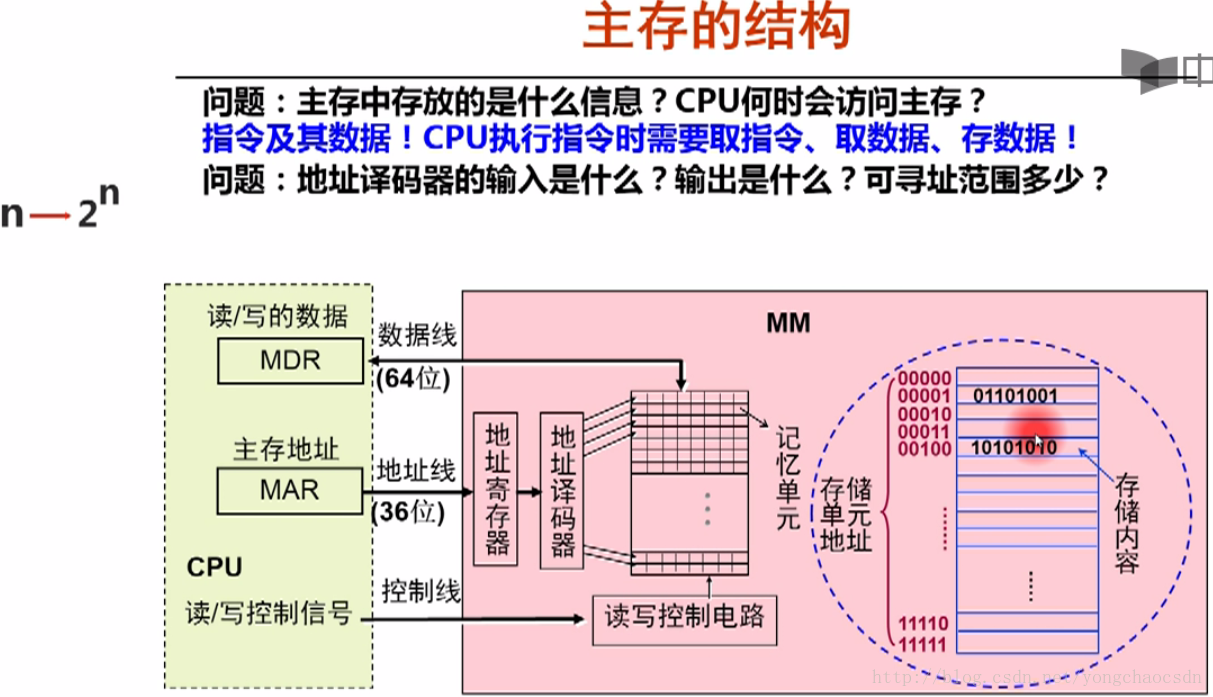 主存的结构
中
问题：主存中存放的是什么信息？CPU何时会访问主存？
指令及其数据！CPU执行指令时需要取指令、取数据、存数据！
问题：地址译码器的输入是什么？输出是什么？可寻址范围多少？
n 2ⁿ
读/写的数据
MDR
主存地址
MAR
CPU
读/写控制信号
数据线
(64位)
地址线
(36位)
控制线
MM
地址寄存器
地址译码器
记忆单元
读写控制电路
存储
单元
地址
00000
00001
00010
00011
00100
11110
11111
01101001
10101010
存储内容
http://blog.csdn.net/yongchaocsdn